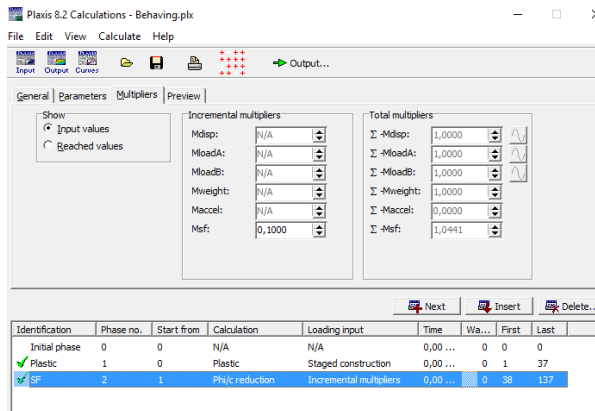 Plaxis 8.2 Calculations - Behaving.plx
File Edit View Calculate Help
Input Output Curves Output...
General Parameters Multipliers Preview
Show
Input values
Reached values
Incremental multipliers
Mdisp: N/A
MloadA: N/A
MloadB: N/A
Mweight: N/A
Maccel: N/A
Msf: 0,1000
Total multipliers
Σ -Mdisp: 1,0000
Σ -MloadA: 1,0000
Σ -MloadB: 1,0000
Σ -Mweight: 1,0000
Σ -Maccel: 0,0000
Σ -Msf: 1,0441
Next Insert Delete...
Identification Phase no. Start from Calculation Loading input Time Wa... First Last
Initial phase 0 0 N/A N/A 0,00 ... 0 0 0
Plastic 1 0 Plastic Staged construction 0,00 ... 0 1 37
SF 2 1 Phi/c reduction Incremental multipliers 0,00 ... 0 38 137